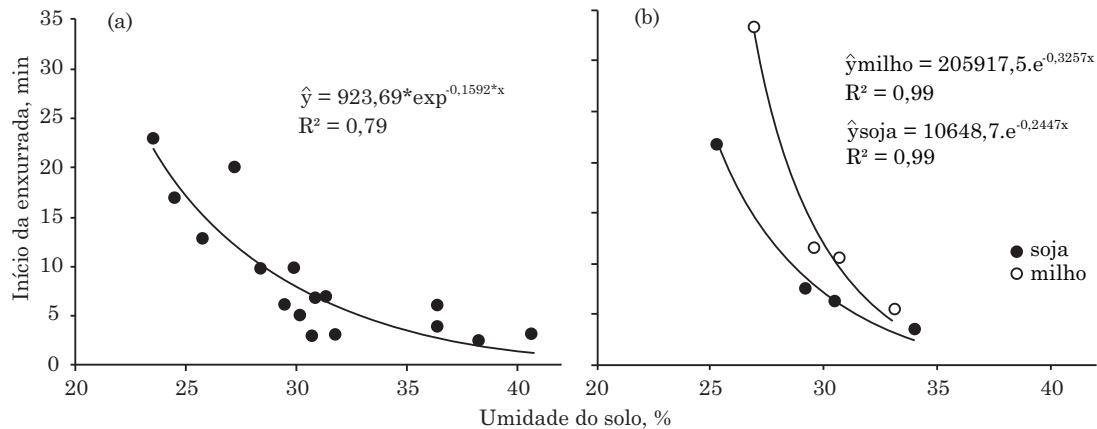 (a)
(b)
35
30
25
20
15
10
5
0
Início da enxurrada, min
ŷ = 923,69*exp-0,1592*x
R² = 0,79
ŷmilho = 205917,5.e-0,3257x
R² = 0,99
ŷsoja = 10648,7.e-0,2447x
R² = 0,99
soja
milho
20 25 30 35 40
20 25 30 35 40
Umidade do solo, %